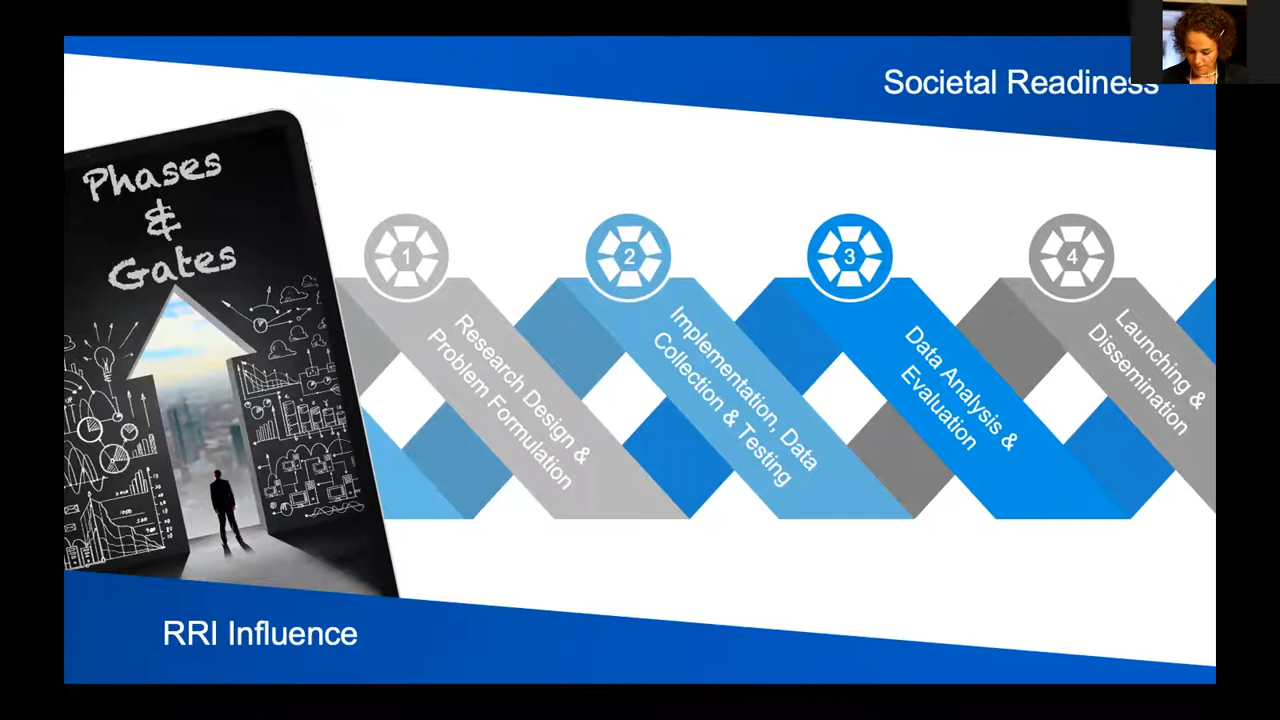 Societal Readiness
Phases
&
Gates
1
2
3
4
Research Design &
Problem Formulation
Implementation, Data
Collection & Testing
Data Analysis &
Evaluation
Launching &
Dissemination
RRI Influence